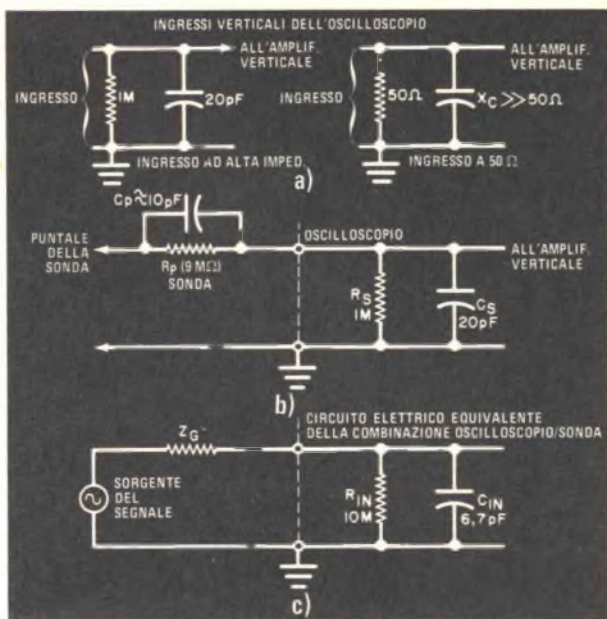 INGRESSI VERTICALI DELL'OSCILLOSCOPIO
ALL'AMPLIF.
VERTICALE
INGRESSO
1M
20pF
INGRESSO AD ALTA IMPED.
ALL'AMPLIF.
VERTICALE
INGRESSO
50Ω
XC >> 50Ω
INGRESSO A 50 Ω
a)
CP≈10pF
PUNTALE
DELLA
SONDA
RP (9 MΩ)
SONDA
OSCILLOSCOPIO
ALL'AMPLIF.
VERTICALE
RS
1M
CS
20pF
b)
CIRCUITO ELETTRICO EQUIVALENTE
DELLA COMBINAZIONE OSCILLOSCOPIO/SONDA
ZG
SORGENTE
DEL
SEGNALE
RIN
10M
CIN
6,7pF
c)